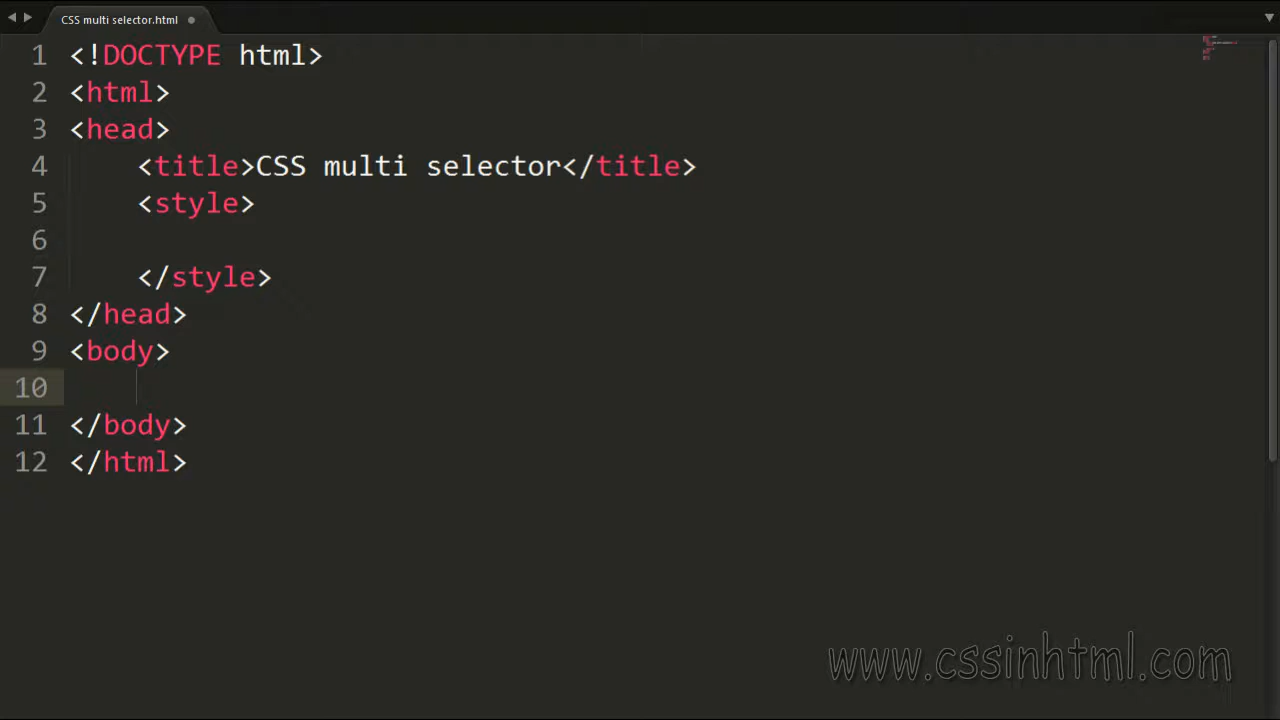 CSS multi selector.html
1 <!DOCTYPE html>
2 <html>
3 <head>
4     <title>CSS multi selector</title>
5     <style>
6
7     </style>
8 </head>
9 <body>
10
11 </body>
12 </html>
www.cssinhtml.com